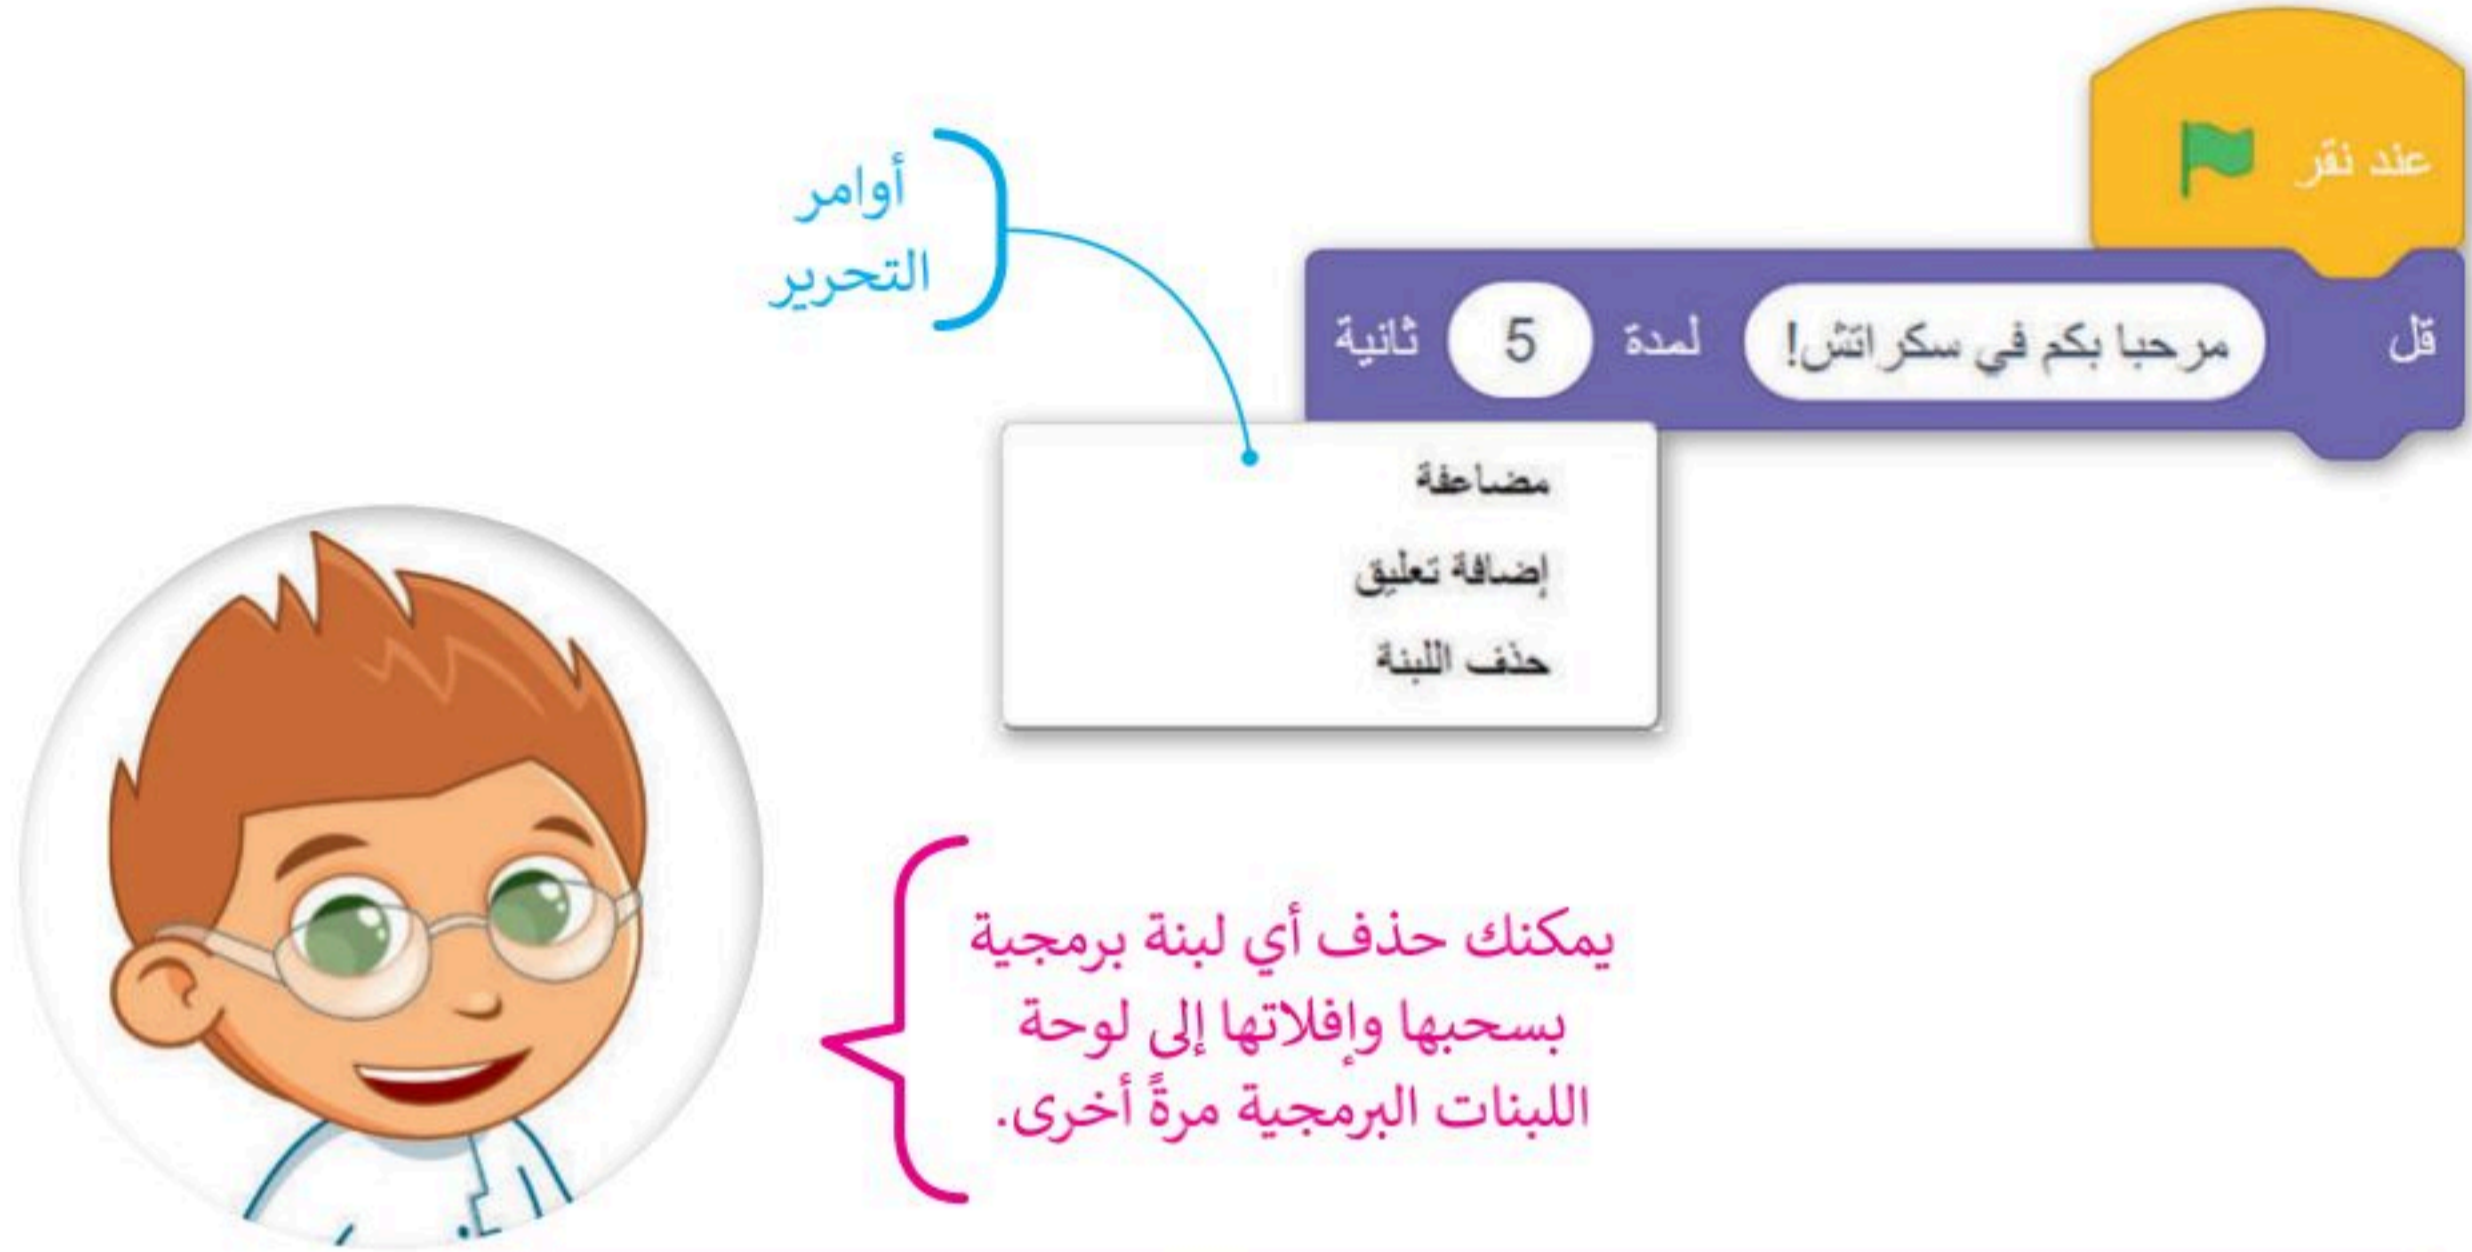 عند نقر
قل مرحبا بكم في سكراتش! لمدة 5 ثانية
أوامر
التحرير
مضاعفة
إضافة تعليق
حذف اللبنة
يمكنك حذف أي لبنة برمجية
بسحبها وإفلاتها إلى لوحة
اللبنات البرمجية مرةً أخرى.